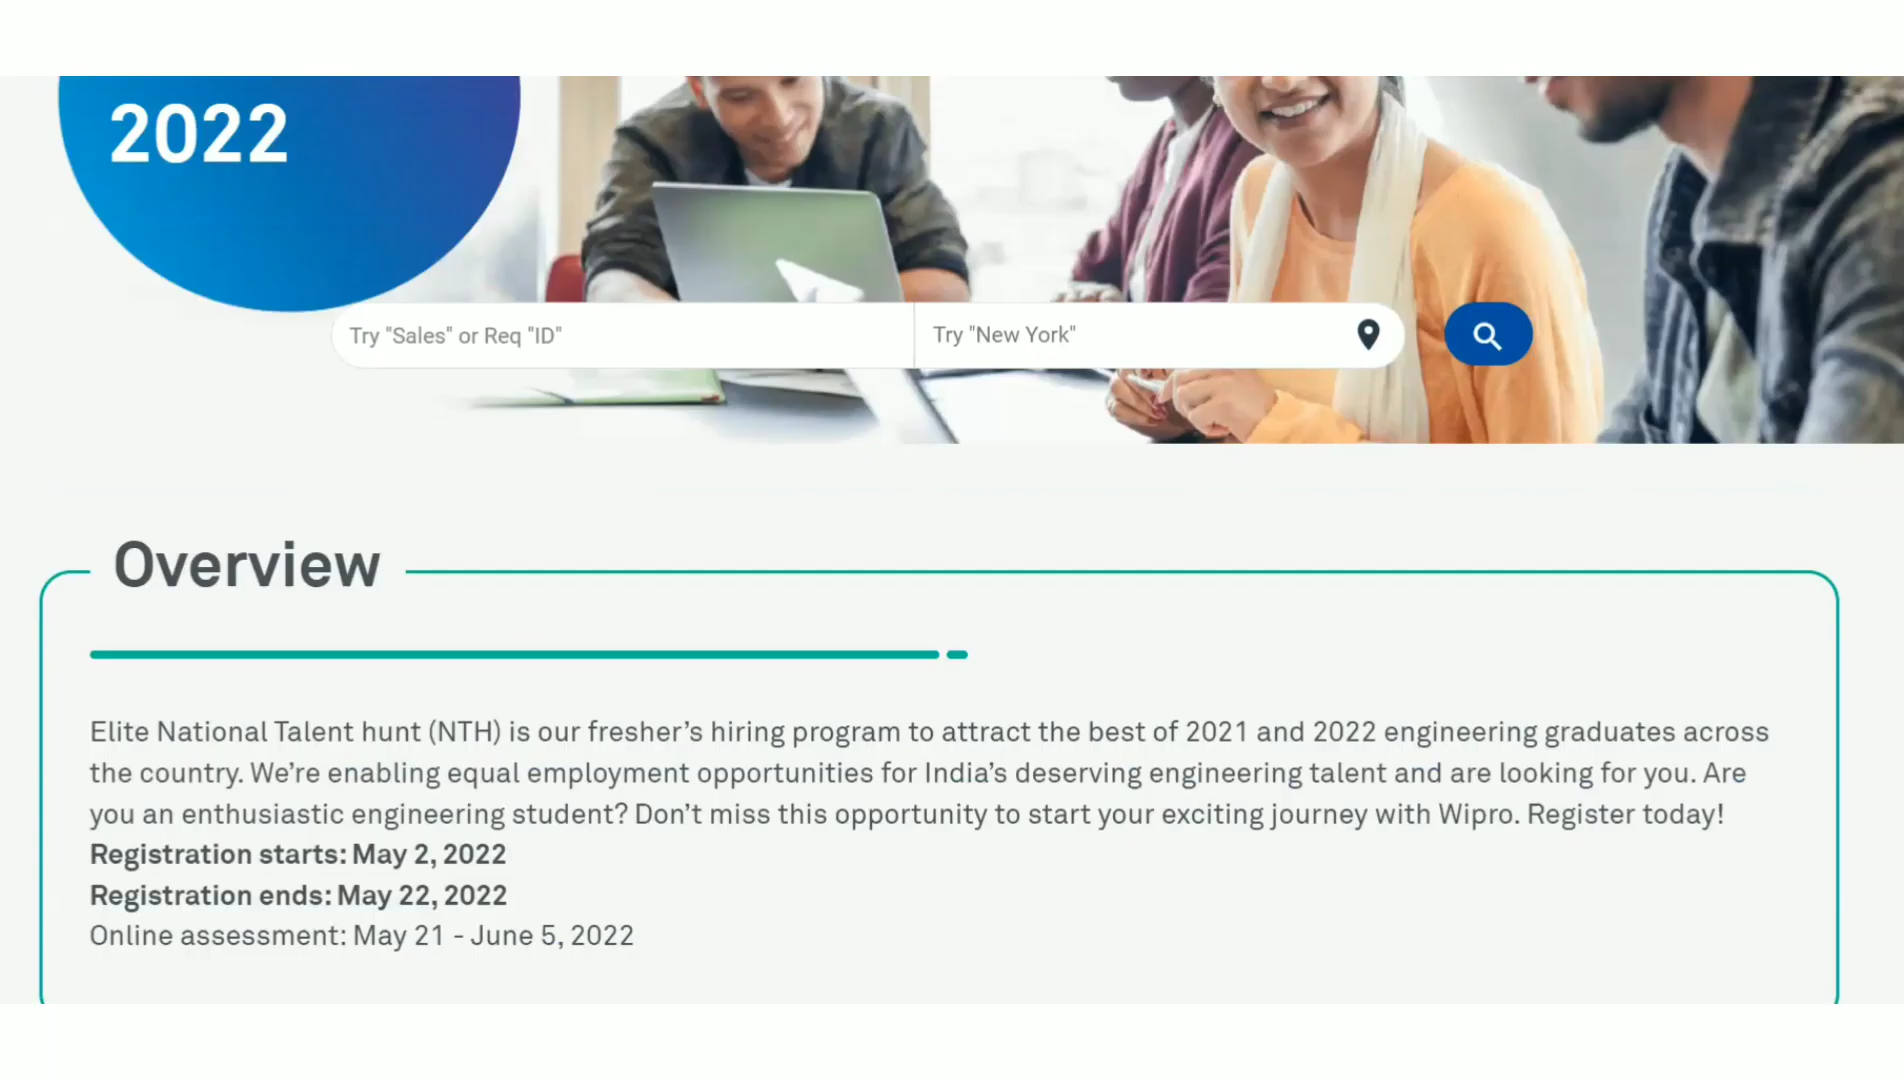 2022
Try "Sales" or Req "ID"
Try "New York"
Overview
Elite National Talent hunt (NTH) is our fresher’s hiring program to attract the best of 2021 and 2022 engineering graduates across
the country. We’re enabling equal employment opportunities for India’s deserving engineering talent and are looking for you. Are
you an enthusiastic engineering student? Don’t miss this opportunity to start your exciting journey with Wipro. Register today!
Registration starts: May 2, 2022
Registration ends: May 22, 2022
Online assessment: May 21 - June 5, 2022